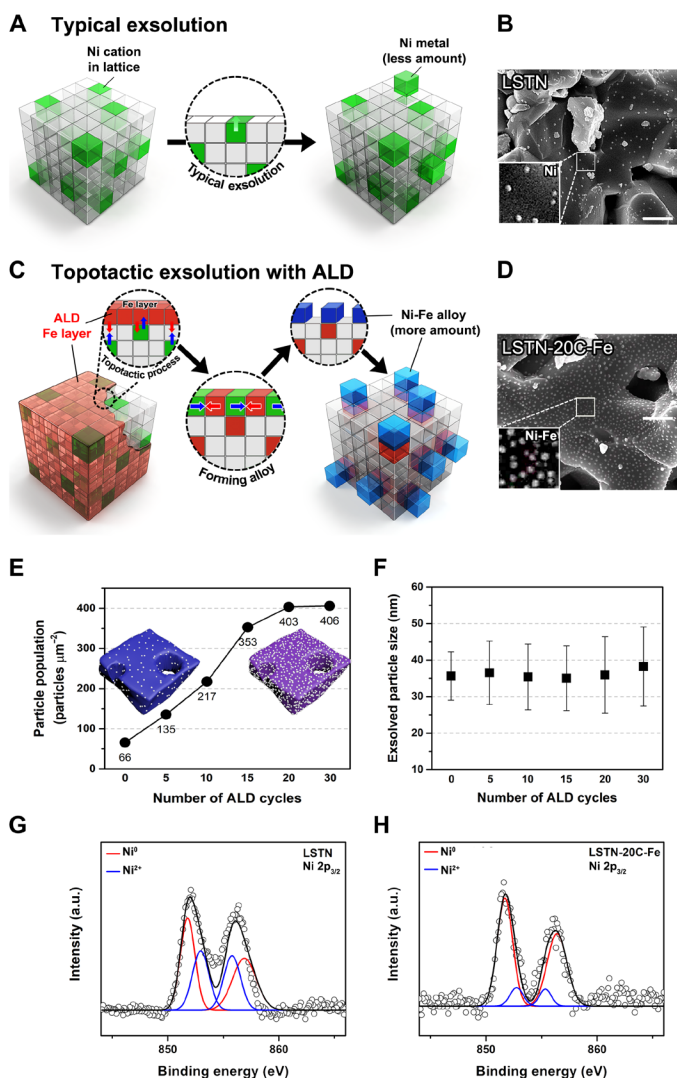 A Typical exsolution
Ni cation
in lattice
Ni metal
(less amount)
Typical exsolution
B
LSTN
Ni
C Topotactic exsolution with ALD
ALD
Fe layer
Fe layer
Topotactic process
Forming alloy
Ni-Fe alloy
(more amount)
D
LSTN-20C-Fe
Ni-Fe
E
Particle population
(particles μm⁻²)
400
300
200
100
0
66
135
217
353
403
406
0 5 10 15 20 30
Number of ALD cycles
F
Exsolved particle size (nm)
60
50
40
30
20
10
0 5 10 15 20 30
Number of ALD cycles
G
Ni⁰
Ni²⁺
LSTN
Ni 2p₃/₂
Intensity (a.u.)
850 860
Binding energy (eV)
H
Ni⁰
Ni²⁺
LSTN-20C-Fe
Ni 2p₃/₂
Intensity (a.u.)
850 860
Binding energy (eV)